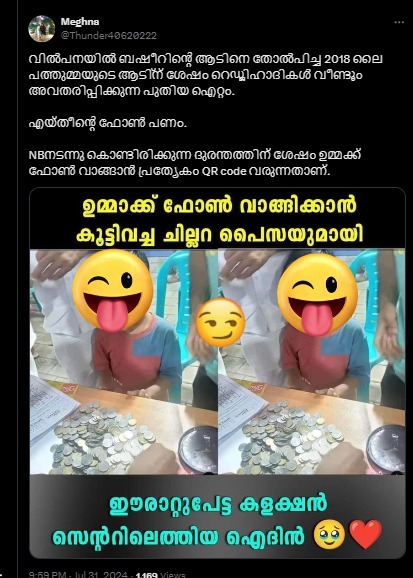 Meghna
@Thunder40620222
വിൽപനയിൽ ബഷീറിന്റെ ആടിനെ തോൽപിച്ച 2018 ലെെ
പത്തുമ്മയുടെ ആടിന് ശേഷം റെഡ്ജിഹാദികൾ വീണ്ടും
അവതരിപ്പിക്കുന്ന പുതിയ ഐറ്റം.
എയ്തീന്റെ ഫോൺ പണം.
NBനടന്നു കൊണ്ടിരിക്കുന്ന ദുരന്തത്തിന് ശേഷം ഉമ്മക്ക്
ഫോൺ വാങ്ങാൻ പ്രത്യേകം QR code വരുന്നതാണ്.
ഉമ്മാക്ക് ഫോൺ വാങ്ങിക്കാൻ
കൂട്ടിവച്ച ചില്ലറ പൈസയുമായി
ഈരാറ്റുപേട്ട കളക്ഷൻ
സെന്ററിലെത്തിയ ഐദിൻ 🥹❤️
9:59 PM · Jul 31, 2024 · 1,169 Views